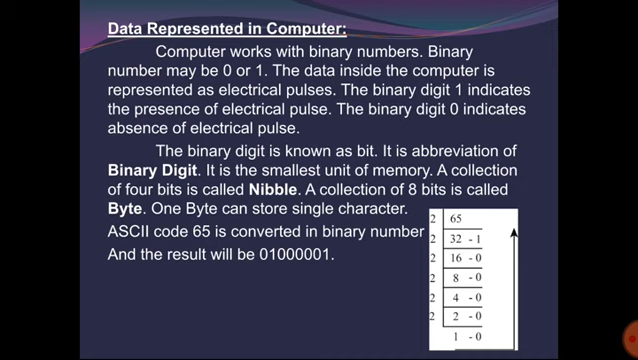 Data Represented in Computer:
Computer works with binary numbers. Binary
number may be 0 or 1. The data inside the computer is
represented as electrical pulses. The binary digit 1 indicates
the presence of electrical pulse. The binary digit 0 indicates
absence of electrical pulse.
The binary digit is known as bit. It is abbreviation of
Binary Digit. It is the smallest unit of memory. A collection
of four bits is called Nibble. A collection of 8 bits is called
Byte. One Byte can store single character.
ASCII code 65 is converted in binary number
And the result will be 01000001.
2 65
2 32 - 1
2 16 - 0
2 8 - 0
2 4 - 0
2 2 - 0
1 - 0